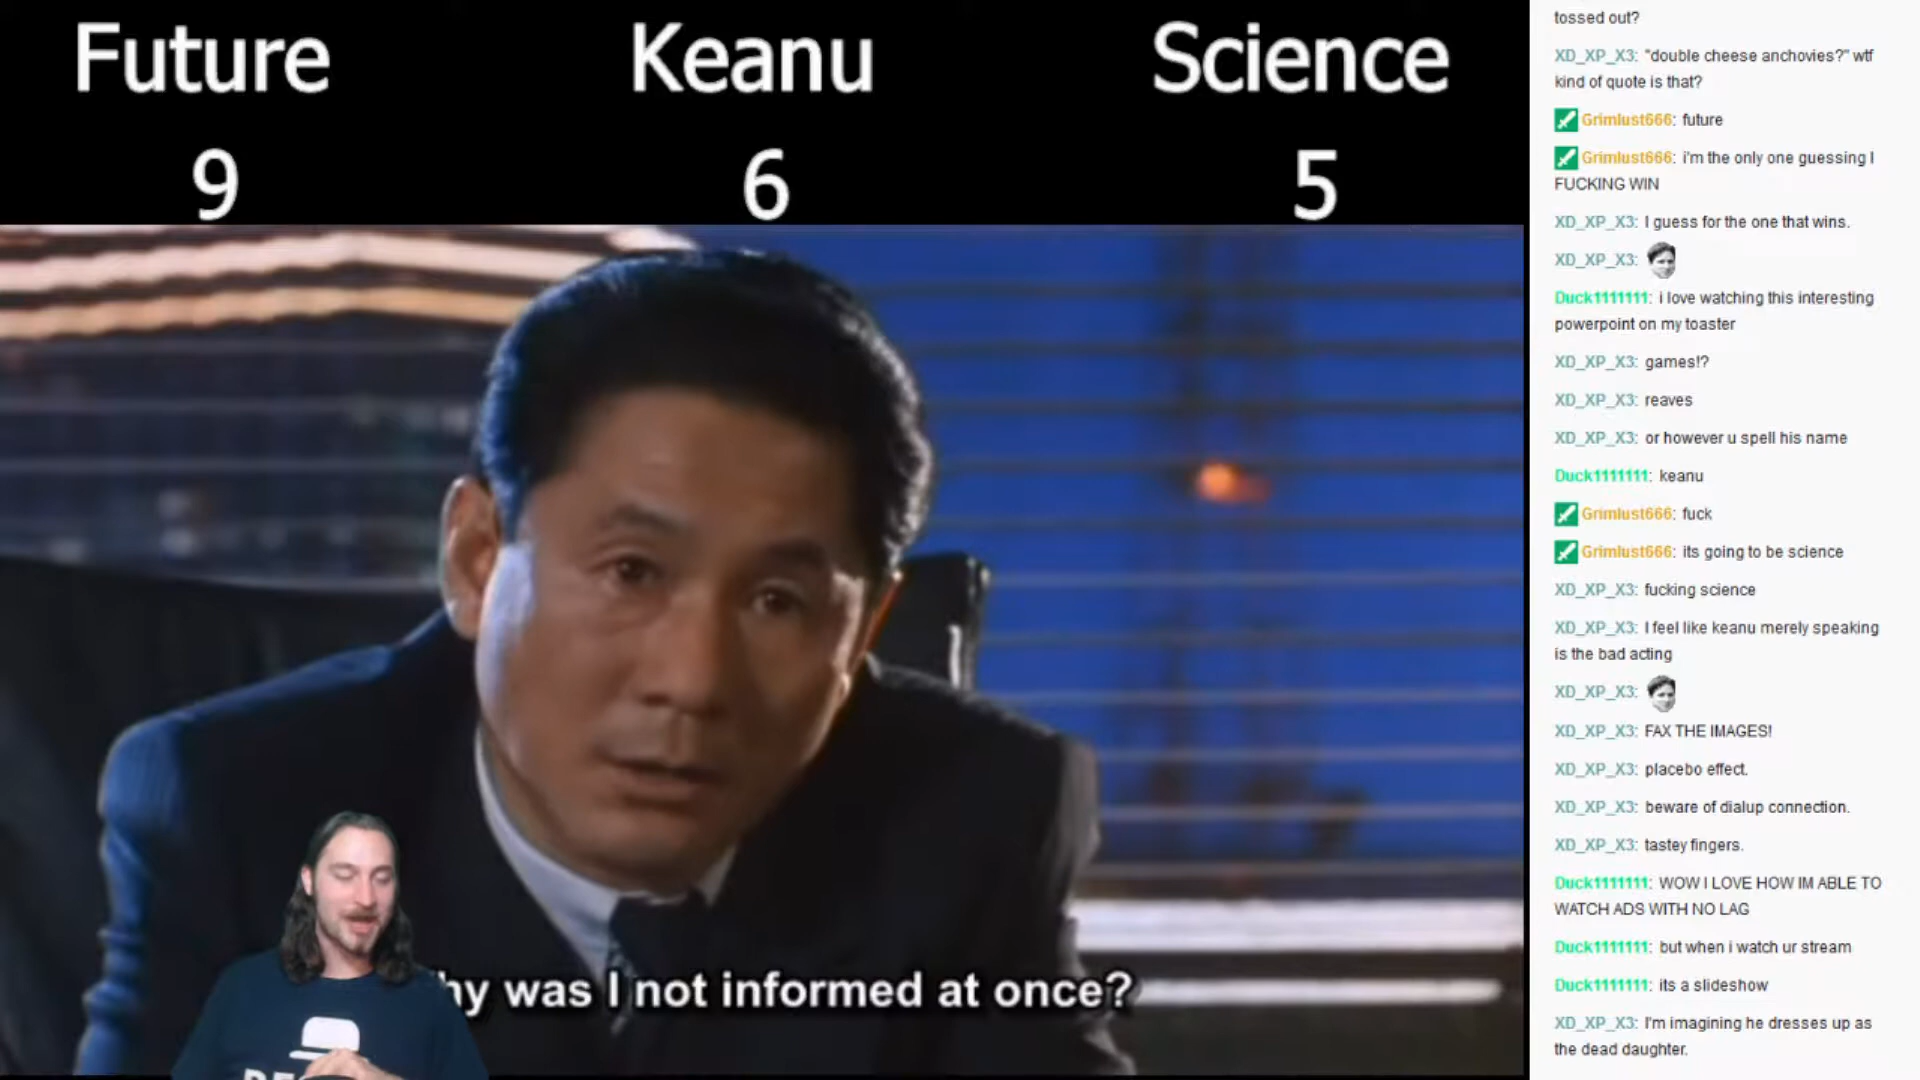 Future Keanu Science
9 6 5
hy was I not informed at once?
tossed out?
XD_XP_X3: "double cheese anchovies?" wtf
kind of quote is that?
Grimlust666: future
Grimlust666: i'm the only one guessing I
FUCKING WIN
XD_XP_X3: I guess for the one that wins.
XD_XP_X3:
Duck1111111: i love watching this interesting
powerpoint on my toaster
XD_XP_X3: games!?
XD_XP_X3: reaves
XD_XP_X3: or however u spell his name
Duck1111111: keanu
Grimlust666: fuck
Grimlust666: its going to be science
XD_XP_X3: fucking science
XD_XP_X3: I feel like keanu merely speaking
is the bad acting
XD_XP_X3:
XD_XP_X3: FAX THE IMAGES!
XD_XP_X3: placebo effect.
XD_XP_X3: beware of dialup connection.
XD_XP_X3: tastey fingers.
Duck1111111: WOW I LOVE HOW IM ABLE TO
WATCH ADS WITH NO LAG
Duck1111111: but when i watch ur stream
Duck1111111: its a slideshow
XD_XP_X3: I'm imagining he dresses up as
the dead daughter.